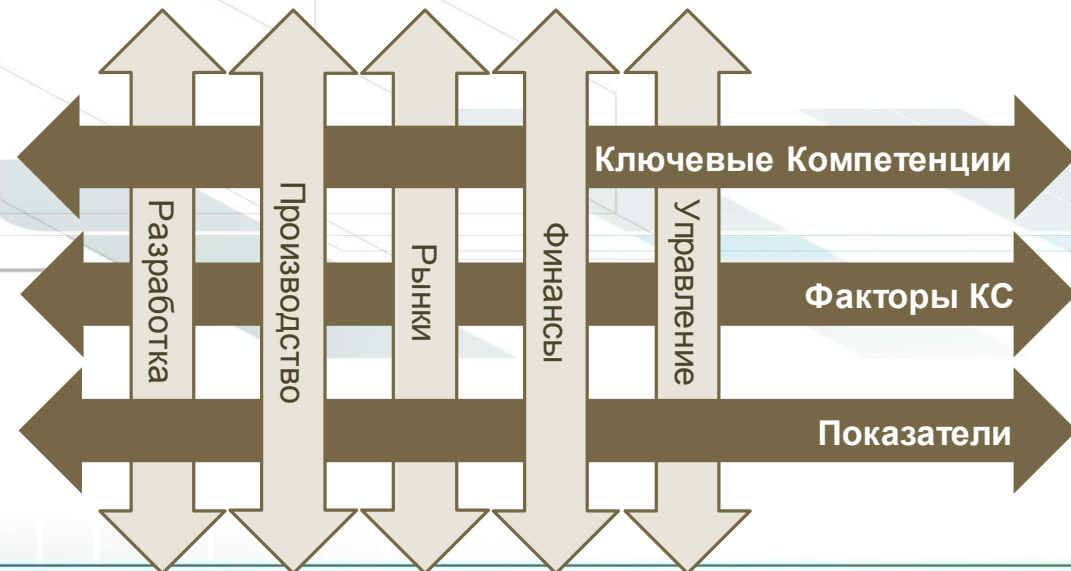 Ключевые Компетенции
Разработка
Производство
Рынки
Финансы
Управление
Факторы КС
Показатели